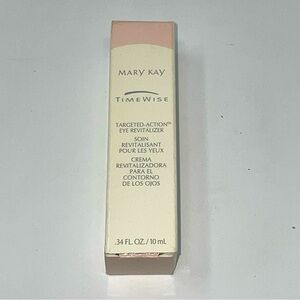 MARY KAY
TIMEWISE
TARGETED-ACTION™
EYE REVITALIZER
SOIN
REVITALISANT
POUR LES YEUX
CREMA
REVITALIZADORA
PARA EL
CONTORNO
DE LOS OJOS
.34 FL. OZ. / 10 mL